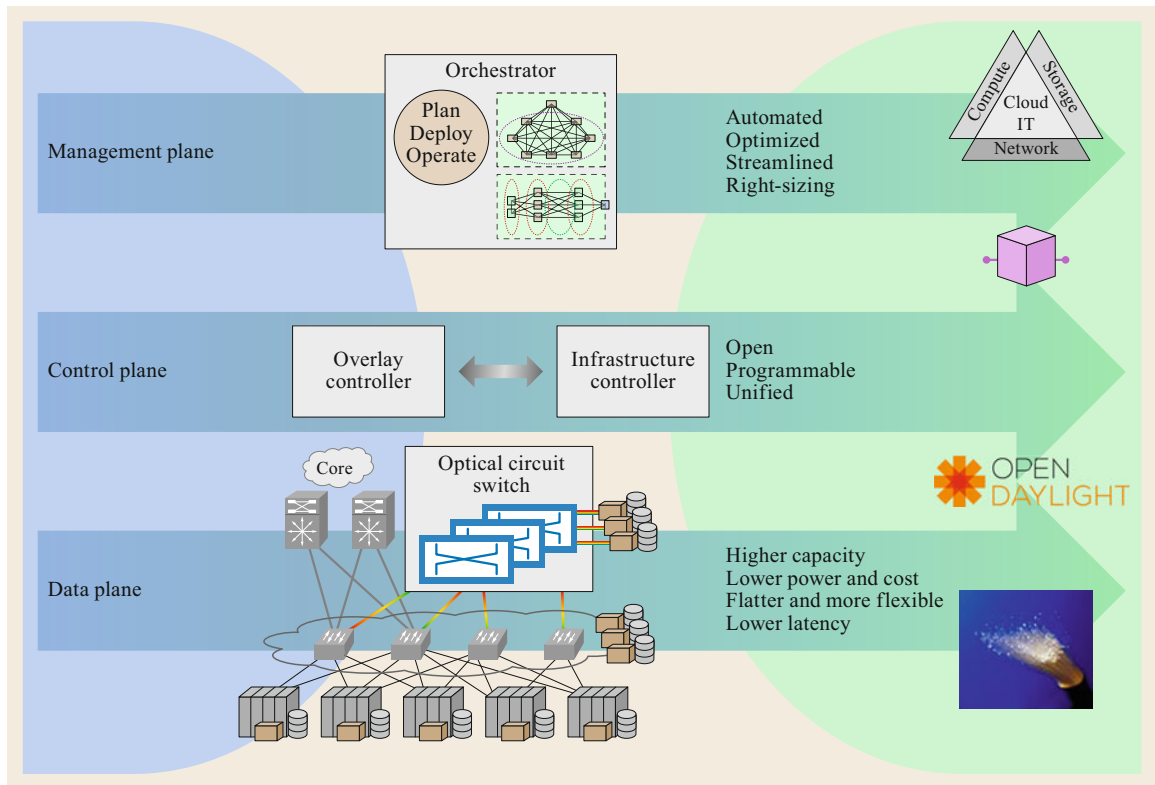 Orchestrator
Plan
Deploy
Operate
Management plane
Automated
Optimized
Streamlined
Right-sizing
Compute
Storage
Cloud
IT
Network
Control plane
Overlay
controller
Infrastructure
controller
Open
Programmable
Unified
Core
Optical circuit
switch
OPEN
DAYLIGHT
Data plane
Higher capacity
Lower power and cost
Flatter and more flexible
Lower latency